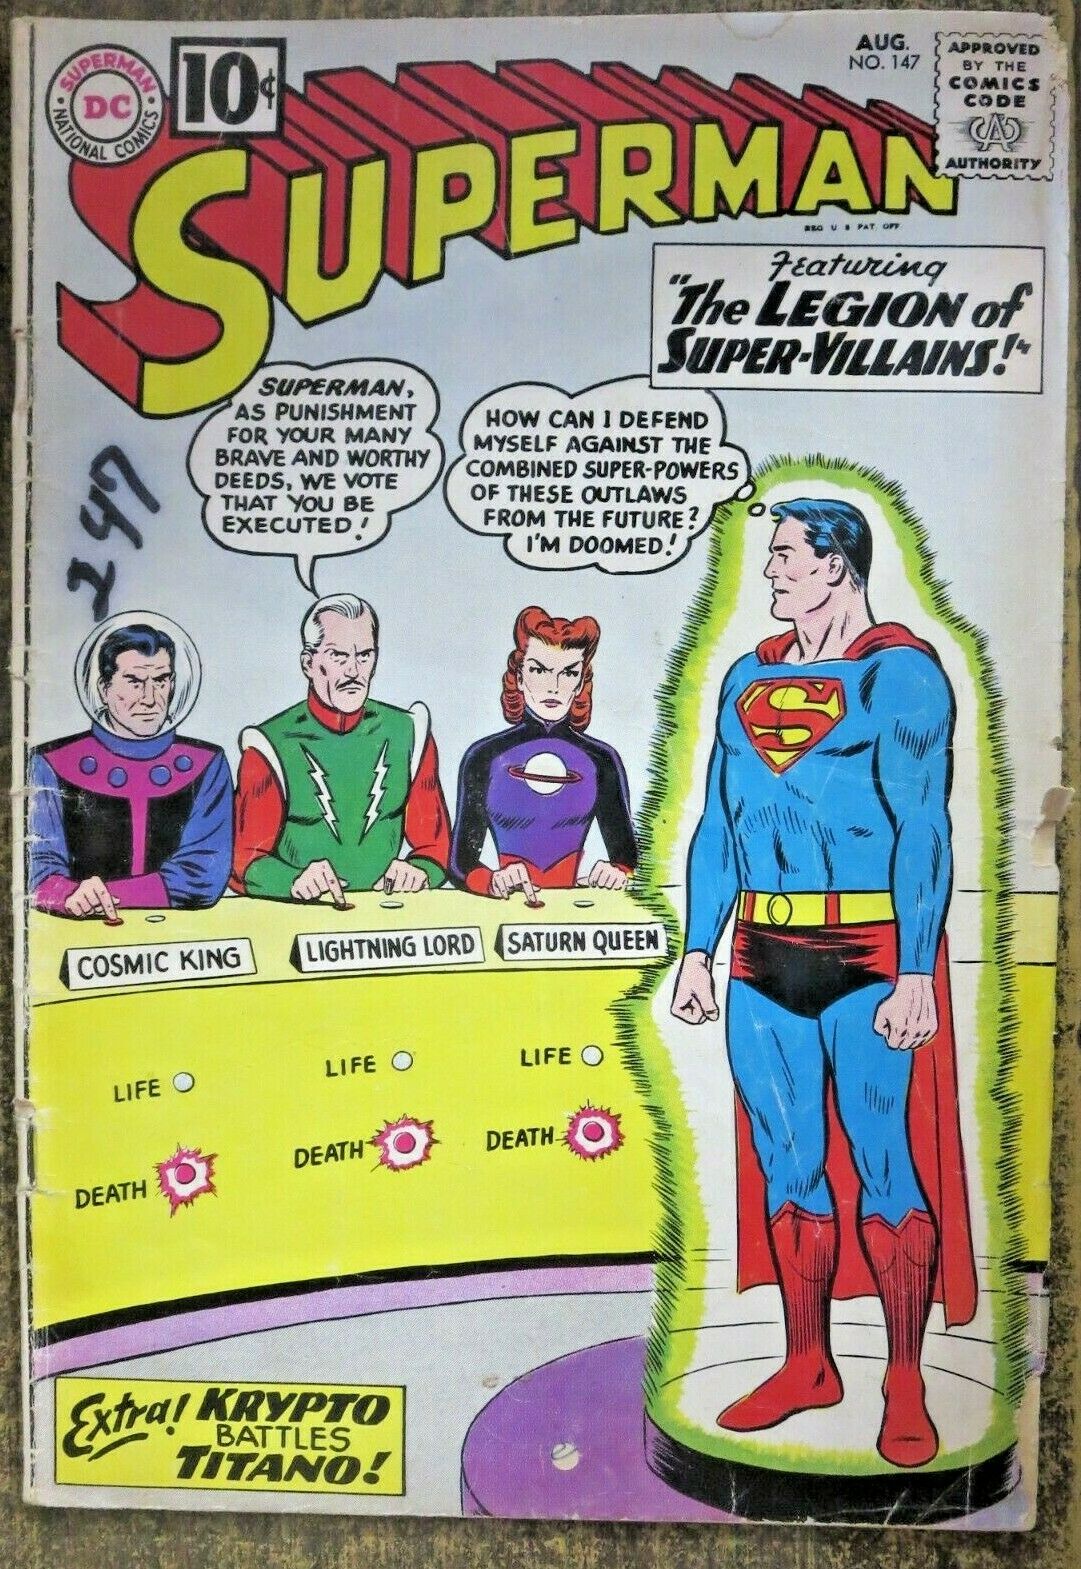 SUPERMAN
DC
NATIONAL COMICS
10¢
AUG.
NO. 147
APPROVED
BY THE
COMICS
CODE
CA
AUTHORITY
SUPERMAN
REG U S PAT OFF
Featuring
"The LEGION of
SUPER-VILLAINS!"
SUPERMAN,
AS PUNISHMENT
FOR YOUR MANY
BRAVE AND WORTHY
DEEDS, WE VOTE
THAT YOU BE
EXECUTED!
HOW CAN I DEFEND
MYSELF AGAINST THE
COMBINED SUPER-POWERS
OF THESE OUTLAWS
FROM THE FUTURE?
I'M DOOMED!
147
S
COSMIC KING
LIGHTNING LORD
SATURN QUEEN
LIFE
LIFE
LIFE
DEATH
DEATH
DEATH
Extra! KRYPTO
BATTLES
TITANO!